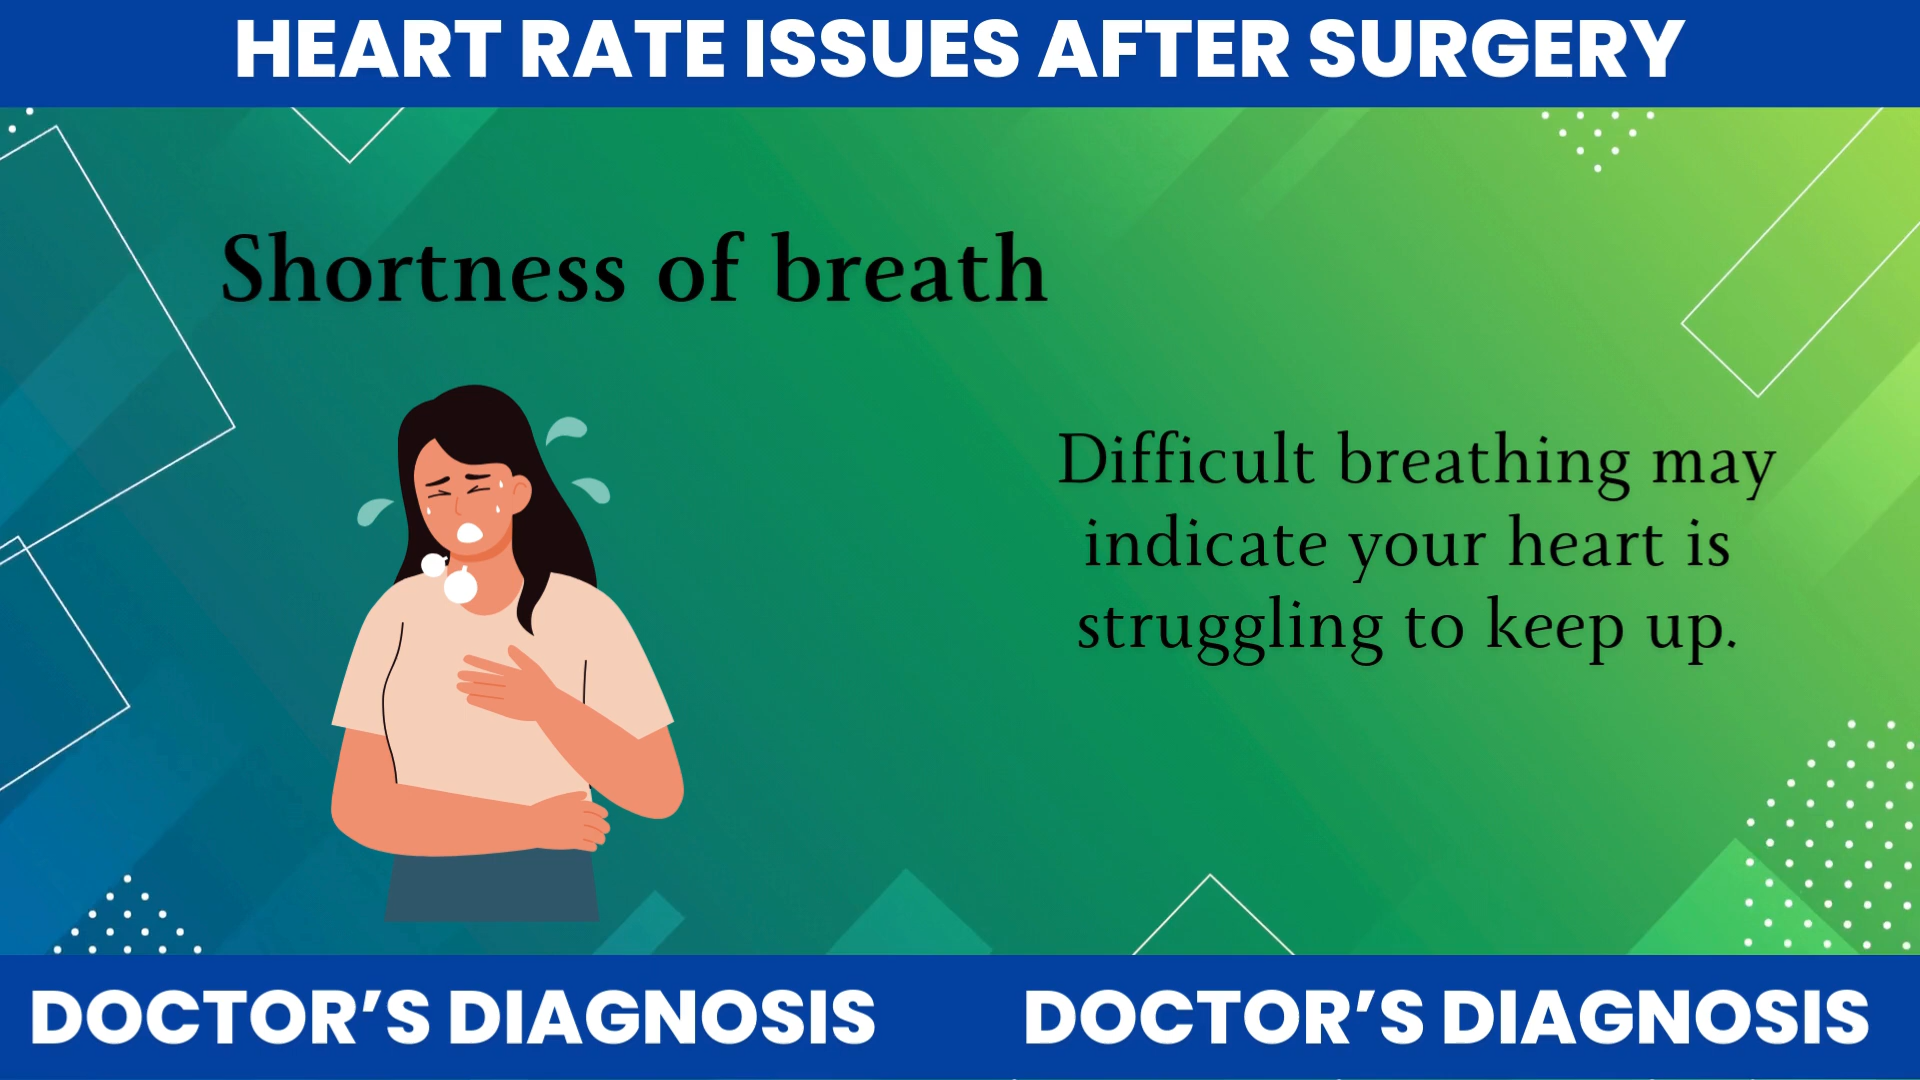 HEART RATE ISSUES AFTER SURGERY
Shortness of breath
Difficult breathing may
indicate your heart is
struggling to keep up.
DOCTOR’S DIAGNOSIS
DOCTOR’S DIAGNOSIS